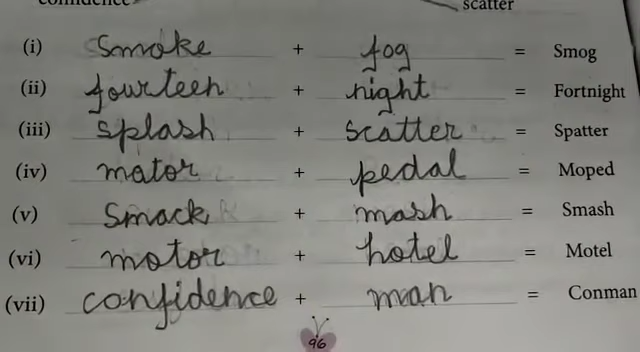 confidence scatter
(i) smoke + fog = Smog
(ii) fourteen + night = Fortnight
(iii) splash + scatter = Spatter
(iv) mator + pedal = Moped
(v) Smack + mash = Smash
(vi) motor + hotel = Motel
(vii) confidence + man = Conman
96